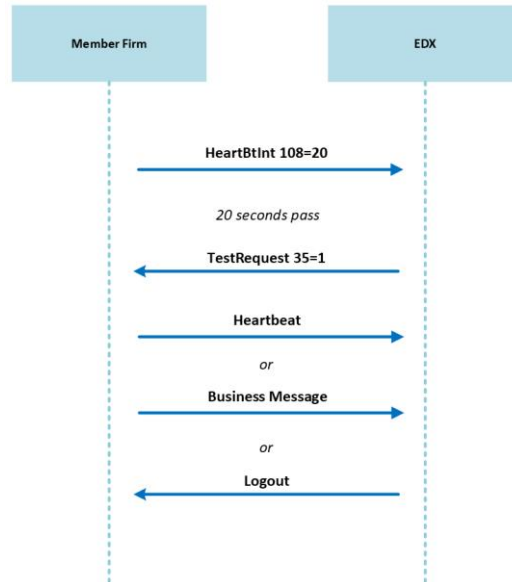 Member Firm
EDX
HeartBtInt 108=20
20 seconds pass
TestRequest 35=1
Heartbeat
or
Business Message
or
Logout